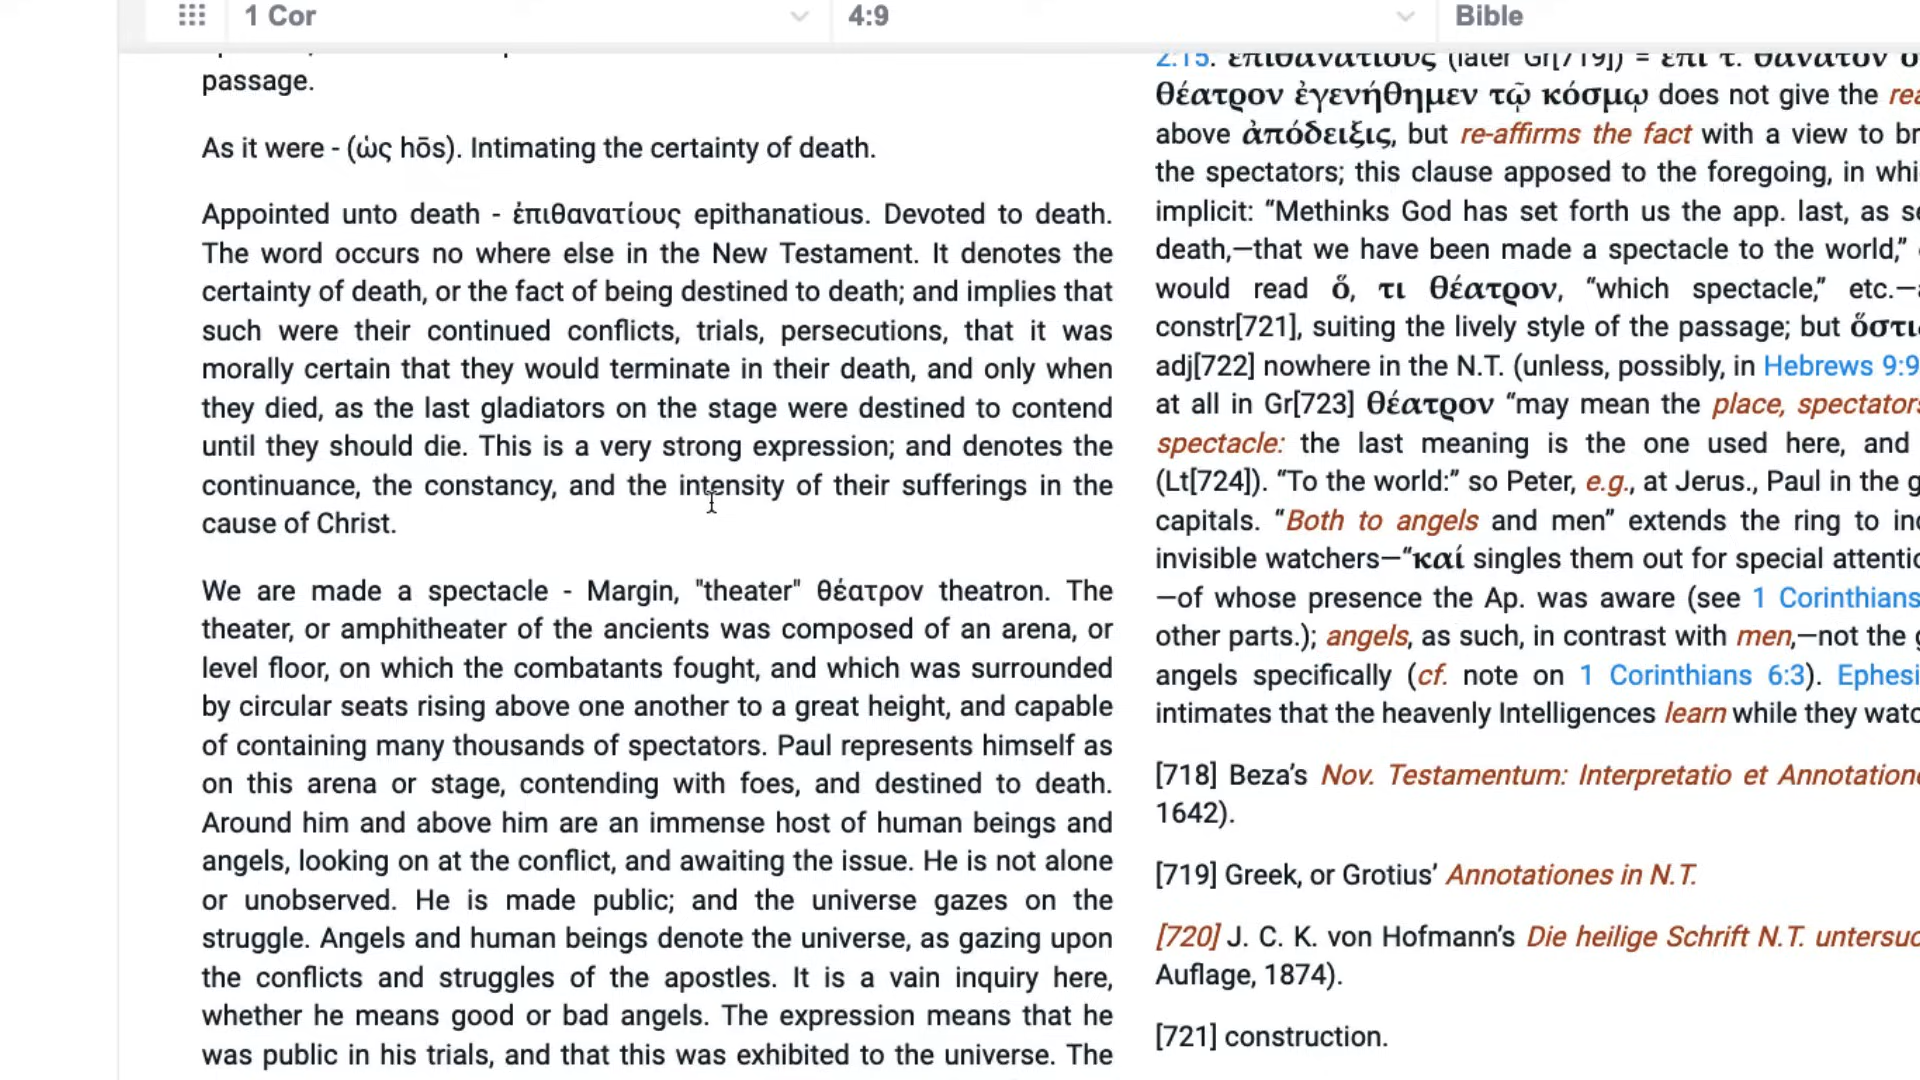 1 Cor 4:9 Bible
passage.
As it were - (ὡς hōs). Intimating the certainty of death.
Appointed unto death - ἐπιθανατίους epithanatious. Devoted to death.
The word occurs no where else in the New Testament. It denotes the
certainty of death, or the fact of being destined to death; and implies that
such were their continued conflicts, trials, persecutions, that it was
morally certain that they would terminate in their death, and only when
they died, as the last gladiators on the stage were destined to contend
until they should die. This is a very strong expression; and denotes the
continuance, the constancy, and the intensity of their sufferings in the
cause of Christ.
We are made a spectacle - Margin, "theater" θέατρον theatron. The
theater, or amphitheater of the ancients was composed of an arena, or
level floor, on which the combatants fought, and which was surrounded
by circular seats rising above one another to a great height, and capable
of containing many thousands of spectators. Paul represents himself as
on this arena or stage, contending with foes, and destined to death.
Around him and above him are an immense host of human beings and
angels, looking on at the conflict, and awaiting the issue. He is not alone
or unobserved. He is made public; and the universe gazes on the
struggle. Angels and human beings denote the universe, as gazing upon
the conflicts and struggles of the apostles. It is a vain inquiry here,
whether he means good or bad angels. The expression means that he
was public in his trials, and that this was exhibited to the universe. The
2:15. ἐπιθανατίους (later Gr[719]) = ἐπὶ τ. θάνατον
θέατρον ἐγενήθημεν τῷ κόσμῳ does not give the
above ἀπόδειξις, but re-affirms the fact with a view to
the spectators; this clause apposed to the foregoing, in
implicit: “Methinks God has set forth us the app. last, as
death,—that we have been made a spectacle to the world,”
would read ὅ, τι θέατρον, “which spectacle,” etc.—
constr[721], suiting the lively style of the passage; but
adj[722] nowhere in the N.T. (unless, possibly, in Hebrews 9:9
at all in Gr[723] θέατρον “may mean the place, spectators
spectacle: the last meaning is the one used here, and
(Lt[724]). “To the world:” so Peter, e.g., at Jerus., Paul in the
capitals. “Both to angels and men” extends the ring to
invisible watchers—“καί singles them out for special
—of whose presence the Ap. was aware (see 1 Corinthians
other parts.); angels, as such, in contrast with men,—not the
angels specifically (cf. note on 1 Corinthians 6:3).
intimates that the heavenly Intelligences learn while they
[718] Beza’s Nov. Testamentum: Interpretatio et
1642).
[719] Greek, or Grotius’ Annotationes in N.T.
[720] J. C. K. von Hofmann’s Die heilige Schrift N.T.
Auflage, 1874).
[721] construction.